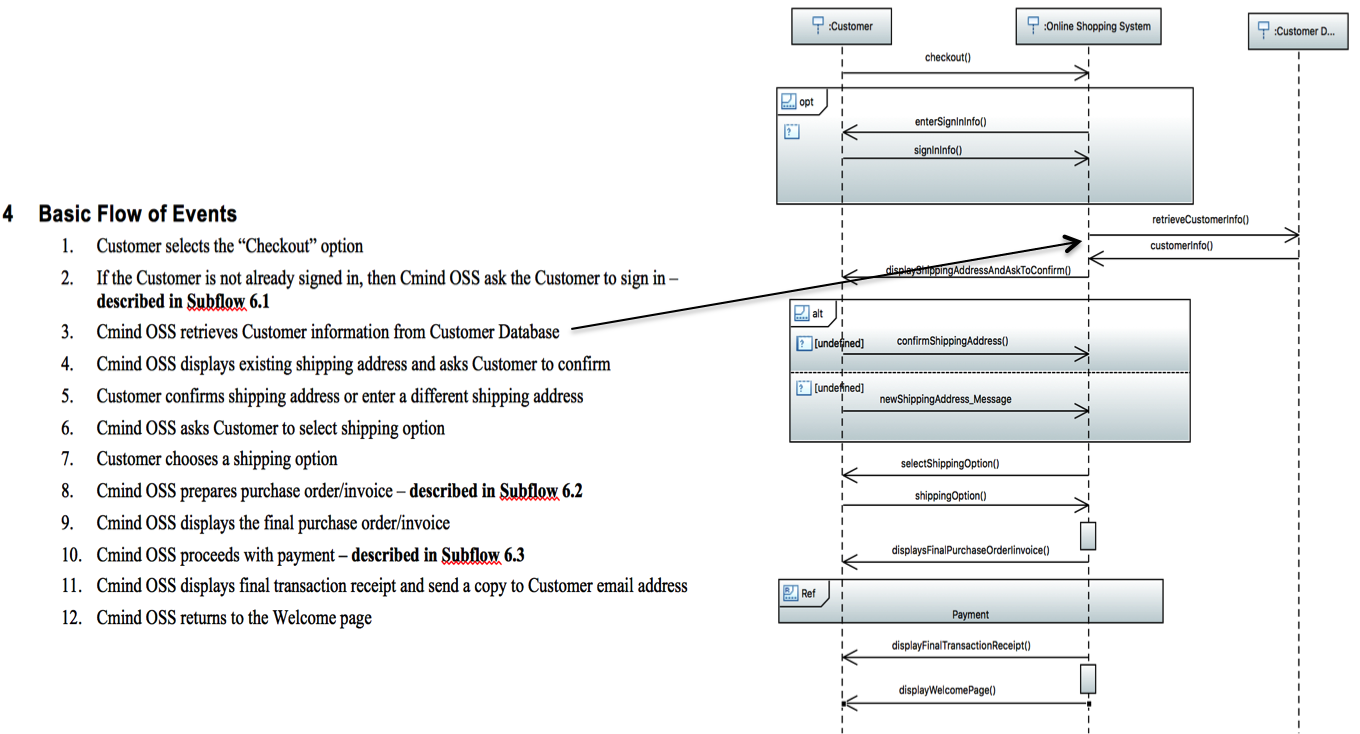 4 Basic Flow of Events
1. Customer selects the “Checkout” option
2. If the Customer is not already signed in, then Cmind OSS ask the Customer to sign in –
described in Subflow 6.1
3. Cmind OSS retrieves Customer information from Customer Database
4. Cmind OSS displays existing shipping address and asks Customer to confirm
5. Customer confirms shipping address or enter a different shipping address
6. Cmind OSS asks Customer to select shipping option
7. Customer chooses a shipping option
8. Cmind OSS prepares purchase order/invoice – described in Subflow 6.2
9. Cmind OSS displays the final purchase order/invoice
10. Cmind OSS proceeds with payment – described in Subflow 6.3
11. Cmind OSS displays final transaction receipt and send a copy to Customer email address
12. Cmind OSS returns to the Welcome page
:Customer
:Online Shopping System
:Customer D...
checkout()
opt
?
enterSignInInfo()
signInInfo()
retrieveCustomerInfo()
customerInfo()
displayShippingAddressAndAskToConfirm()
alt
? [undefined]
confirmShippingAddress()
? [undefined]
newShippingAddress_Message
selectShippingOption()
shippingOption()
displaysFinalPurchaseOrderIinvoice()
Ref
Payment
displayFinalTransactionReceipt()
displayWelcomePage()